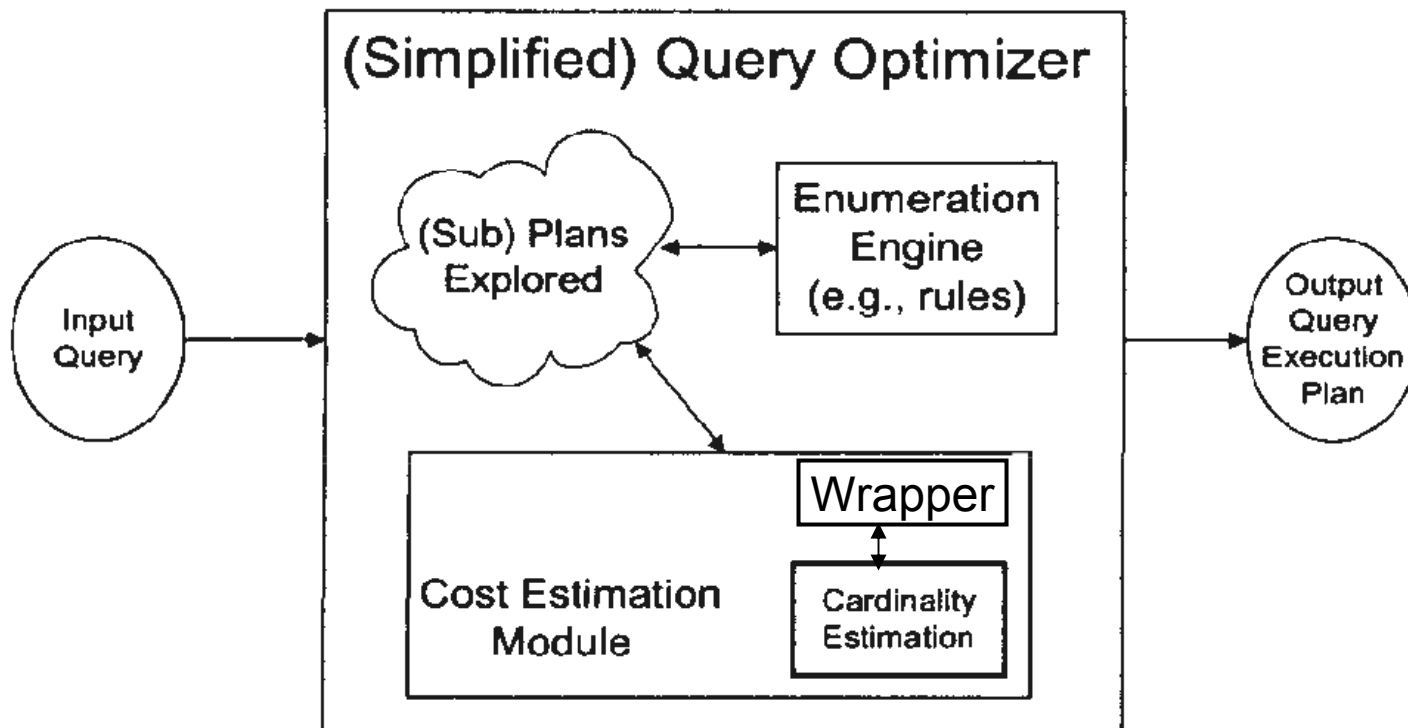 (Simplified) Query Optimizer
(Sub) Plans
Explored
Enumeration
Engine
(e.g., rules)
Input
Query
Output
Query
Execution
Plan
Wrapper
Cost Estimation
Module
Cardinality
Estimation